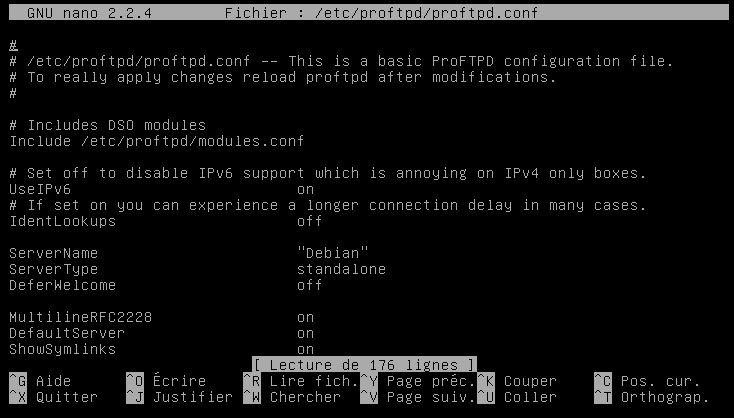 GNU nano 2.2.4 Fichier : /etc/proftpd/proftpd.conf
#
# /etc/proftpd/proftpd.conf -- This is a basic ProFTPD configuration file.
# To really apply changes reload proftpd after modifications.
#
# Includes DSO modules
Include /etc/proftpd/modules.conf
# Set off to disable IPv6 support which is annoying on IPv4 only boxes.
UseIPv6 on
# If set on you can experience a longer connection delay in many cases.
IdentLookups off
ServerName "Debian"
ServerType standalone
DeferWelcome off
MultilineRFC2228 on
DefaultServer on
ShowSymlinks on
[ Lecture de 176 lignes ]
^G Aide ^O Écrire ^R Lire fich. ^Y Page préc. ^K Couper ^C Pos. cur.
^X Quitter ^J Justifier ^W Chercher ^V Page suiv. ^U Coller ^T Orthograp.